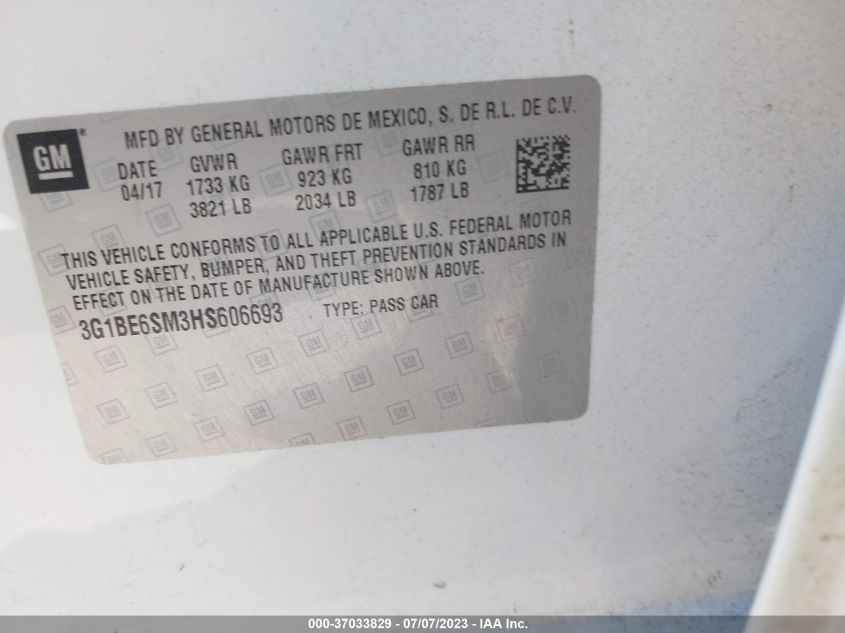 GM®
MFD BY GENERAL MOTORS DE MEXICO, S. DE R.L. DE C.V.
DATE GVWR GAWR FRT GAWR RR
04/17 1733 KG 923 KG 810 KG
3821 LB 2034 LB 1787 LB
THIS VEHICLE CONFORMS TO ALL APPLICABLE U.S. FEDERAL MOTOR
VEHICLE SAFETY, BUMPER, AND THEFT PREVENTION STANDARDS IN
EFFECT ON THE DATE OF MANUFACTURE SHOWN ABOVE.
3G1BE6SM3HS606693 TYPE: PASS CAR
000-37033829 - 07/07/2023 - IAA Inc.